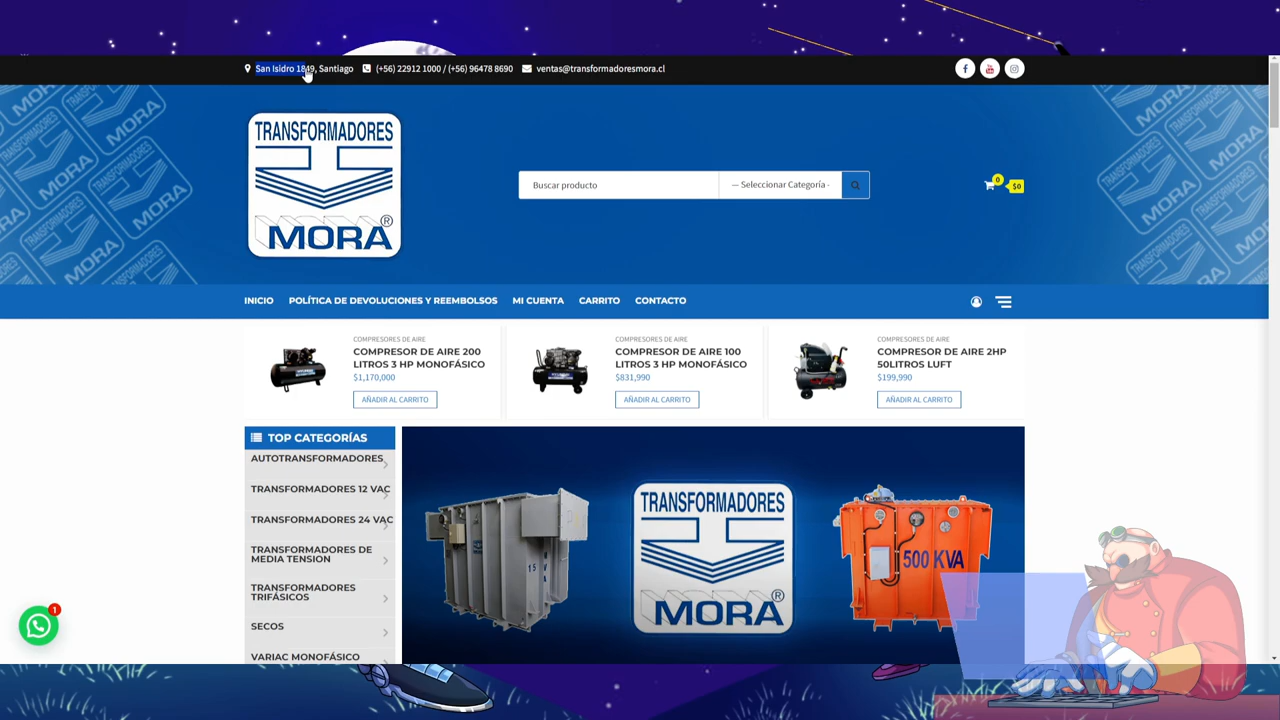 San Isidro 1849, Santiago (+56) 22912 1000 / (+56) 96478 8690 ventas@transformadoresmora.cl
TRANSFORMADORES
MORA®
Buscar producto
— Seleccionar Categoría -
0
$0
INICIO POLÍTICA DE DEVOLUCIONES Y REEMBOLSOS MI CUENTA CARRITO CONTACTO
COMPRESORES DE AIRE
COMPRESOR DE AIRE 200
LITROS 3 HP MONOFÁSICO
$1,170,000
AÑADIR AL CARRITO
COMPRESORES DE AIRE
COMPRESOR DE AIRE 100
LITROS 3 HP MONOFÁSICO
$831,990
AÑADIR AL CARRITO
COMPRESORES DE AIRE
COMPRESOR DE AIRE 2HP
50LITROS LUFT
$199,990
AÑADIR AL CARRITO
TOP CATEGORÍAS
AUTOTRANSFORMADORES
TRANSFORMADORES 12 VAC
TRANSFORMADORES 24 VAC
TRANSFORMADORES DE
MEDIA TENSION
TRANSFORMADORES
TRIFÁSICOS
SECOS
VARIAC MONOFÁSICO
TRANSFORMADORES
MORA®
500 KVA
1